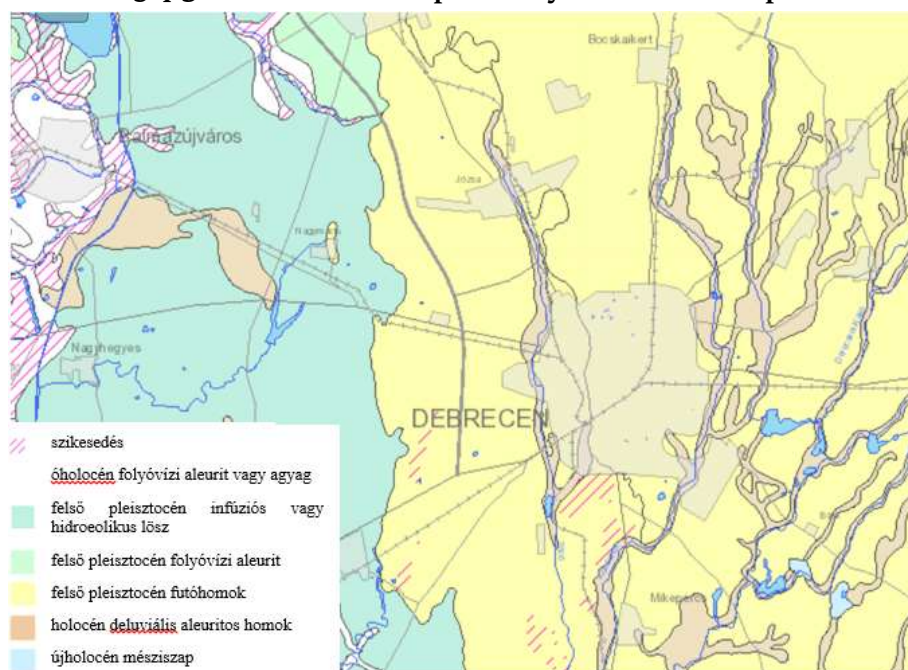 Bocskaikert
Balmazújváros
Józsa
Nagyhegyes
DEBRECEN
Mikepércs
szikesedés
óholocén folyóvízi aleurit vagy agyag
felső pleisztocén infúziós vagy
hidroeolikus lösz
felső pleisztocén folyóvízi aleurit
felső pleisztocén futóhomok
holocén deluviális aleuritos homok
újholocén mésziszap